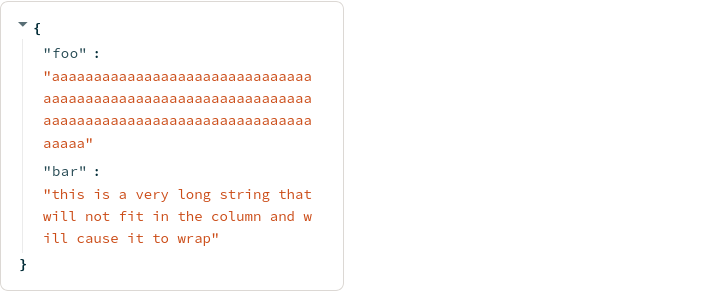 {
"foo" :
"aaaaaaaaaaaaaaaaaaaaaaaaaaaaaaa
aaaaaaaaaaaaaaaaaaaaaaaaaaaaaaaa
aaaaaaaaaaaaaaaaaaaaaaaaaaaaaaaa
aaaaa"
"bar" :
"this is a very long string that
will not fit in the column and w
ill cause it to wrap"
}